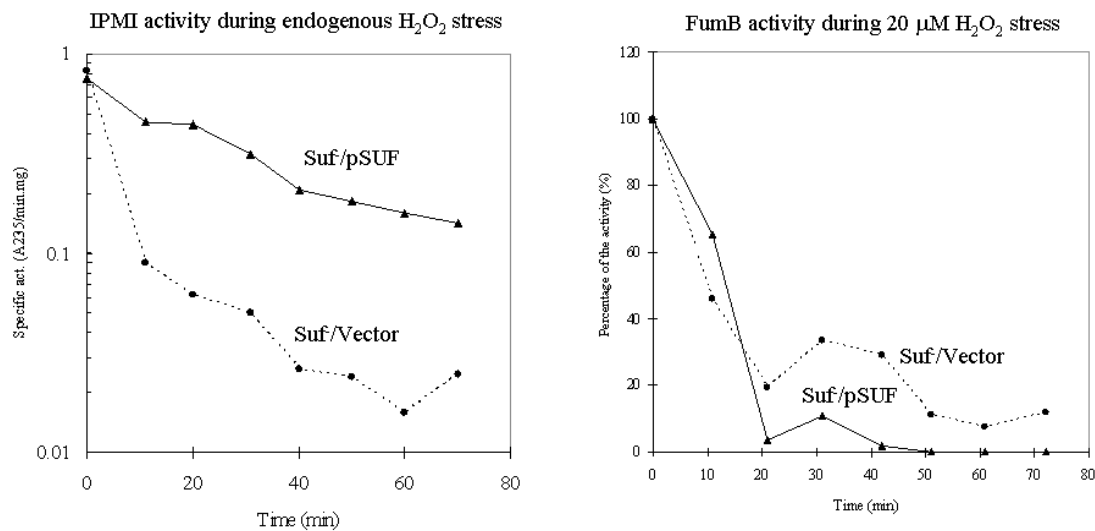 IPMI activity during endogenous H₂O₂ stress
1
0.1
0.01
Specific act. (A235/min.mg)
Suf⁻/pSUF
Suf⁻/Vector
0
20
40
60
80
Time (min)
FumB activity during 20 μM H₂O₂ stress
120
100
80
60
40
20
0
Percentage of the activity (%)
Suf⁻/Vector
Suf⁻/pSUF
0
10
20
30
40
50
60
70
80
Time (min)